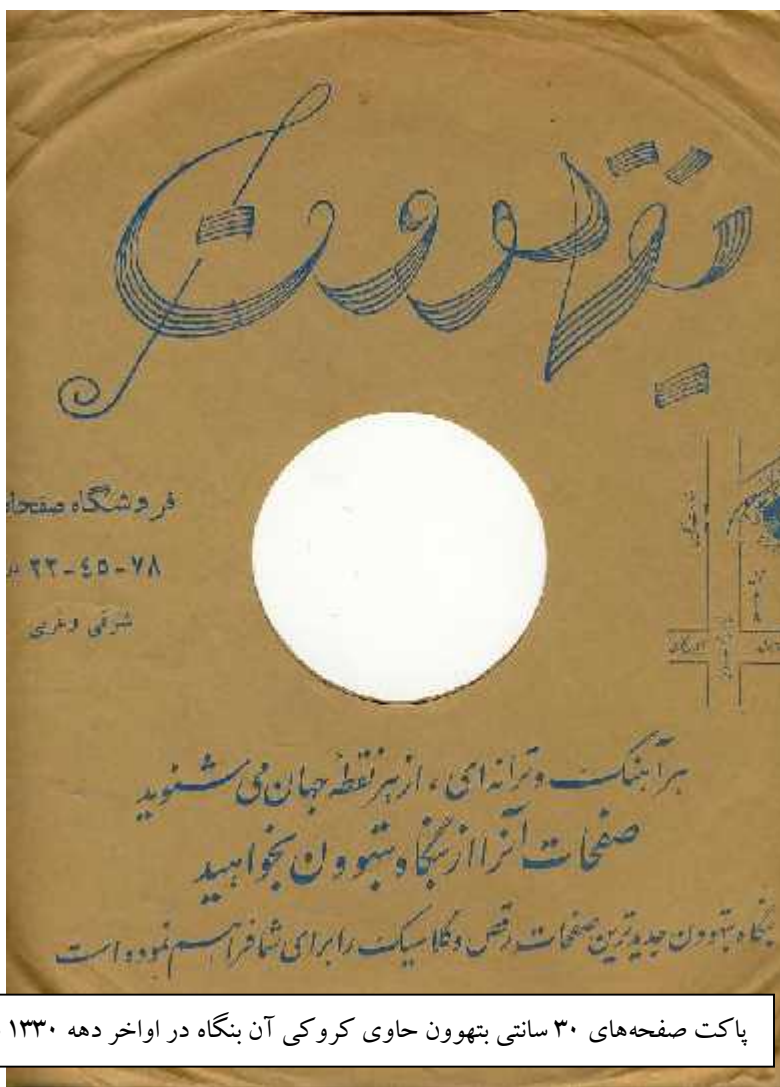 بتهوون
فروشگاه صفحات
۲۲-۴۵-۷۸
شرقی و غربی
هر آهنگ و ترانه‌ای ، از هر نقطه جهان می شنوید
صفحات آنرا از بنگاه بتهوون بخواهید
بنگاه بتهوون جدیدترین صفحات رقص و کلاسیک را برای شما فراهم نموده است
پاکت صفحه‌های ۳۰ سانتی بتهوون حاوی کروکی آن بنگاه در اواخر دهه ۱۳۳۰